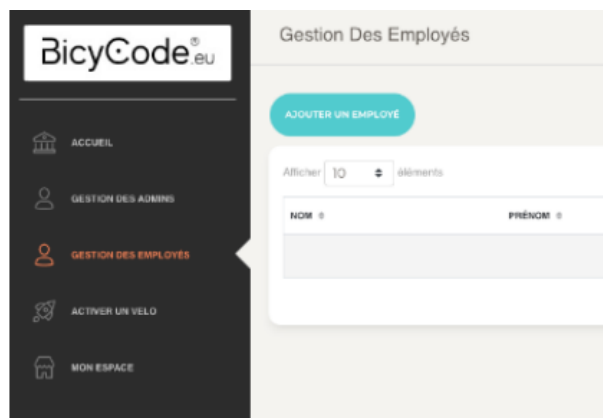 BicyCode®.eu
Gestion Des Employés
AJOUTER UN EMPLOYÉ
ACCUEIL
Afficher 10 éléments
GESTION DES ADMINS
NOM PRÉNOM
GESTION DES EMPLOYÉS
ACTIVER UN VELO
MON ESPACE